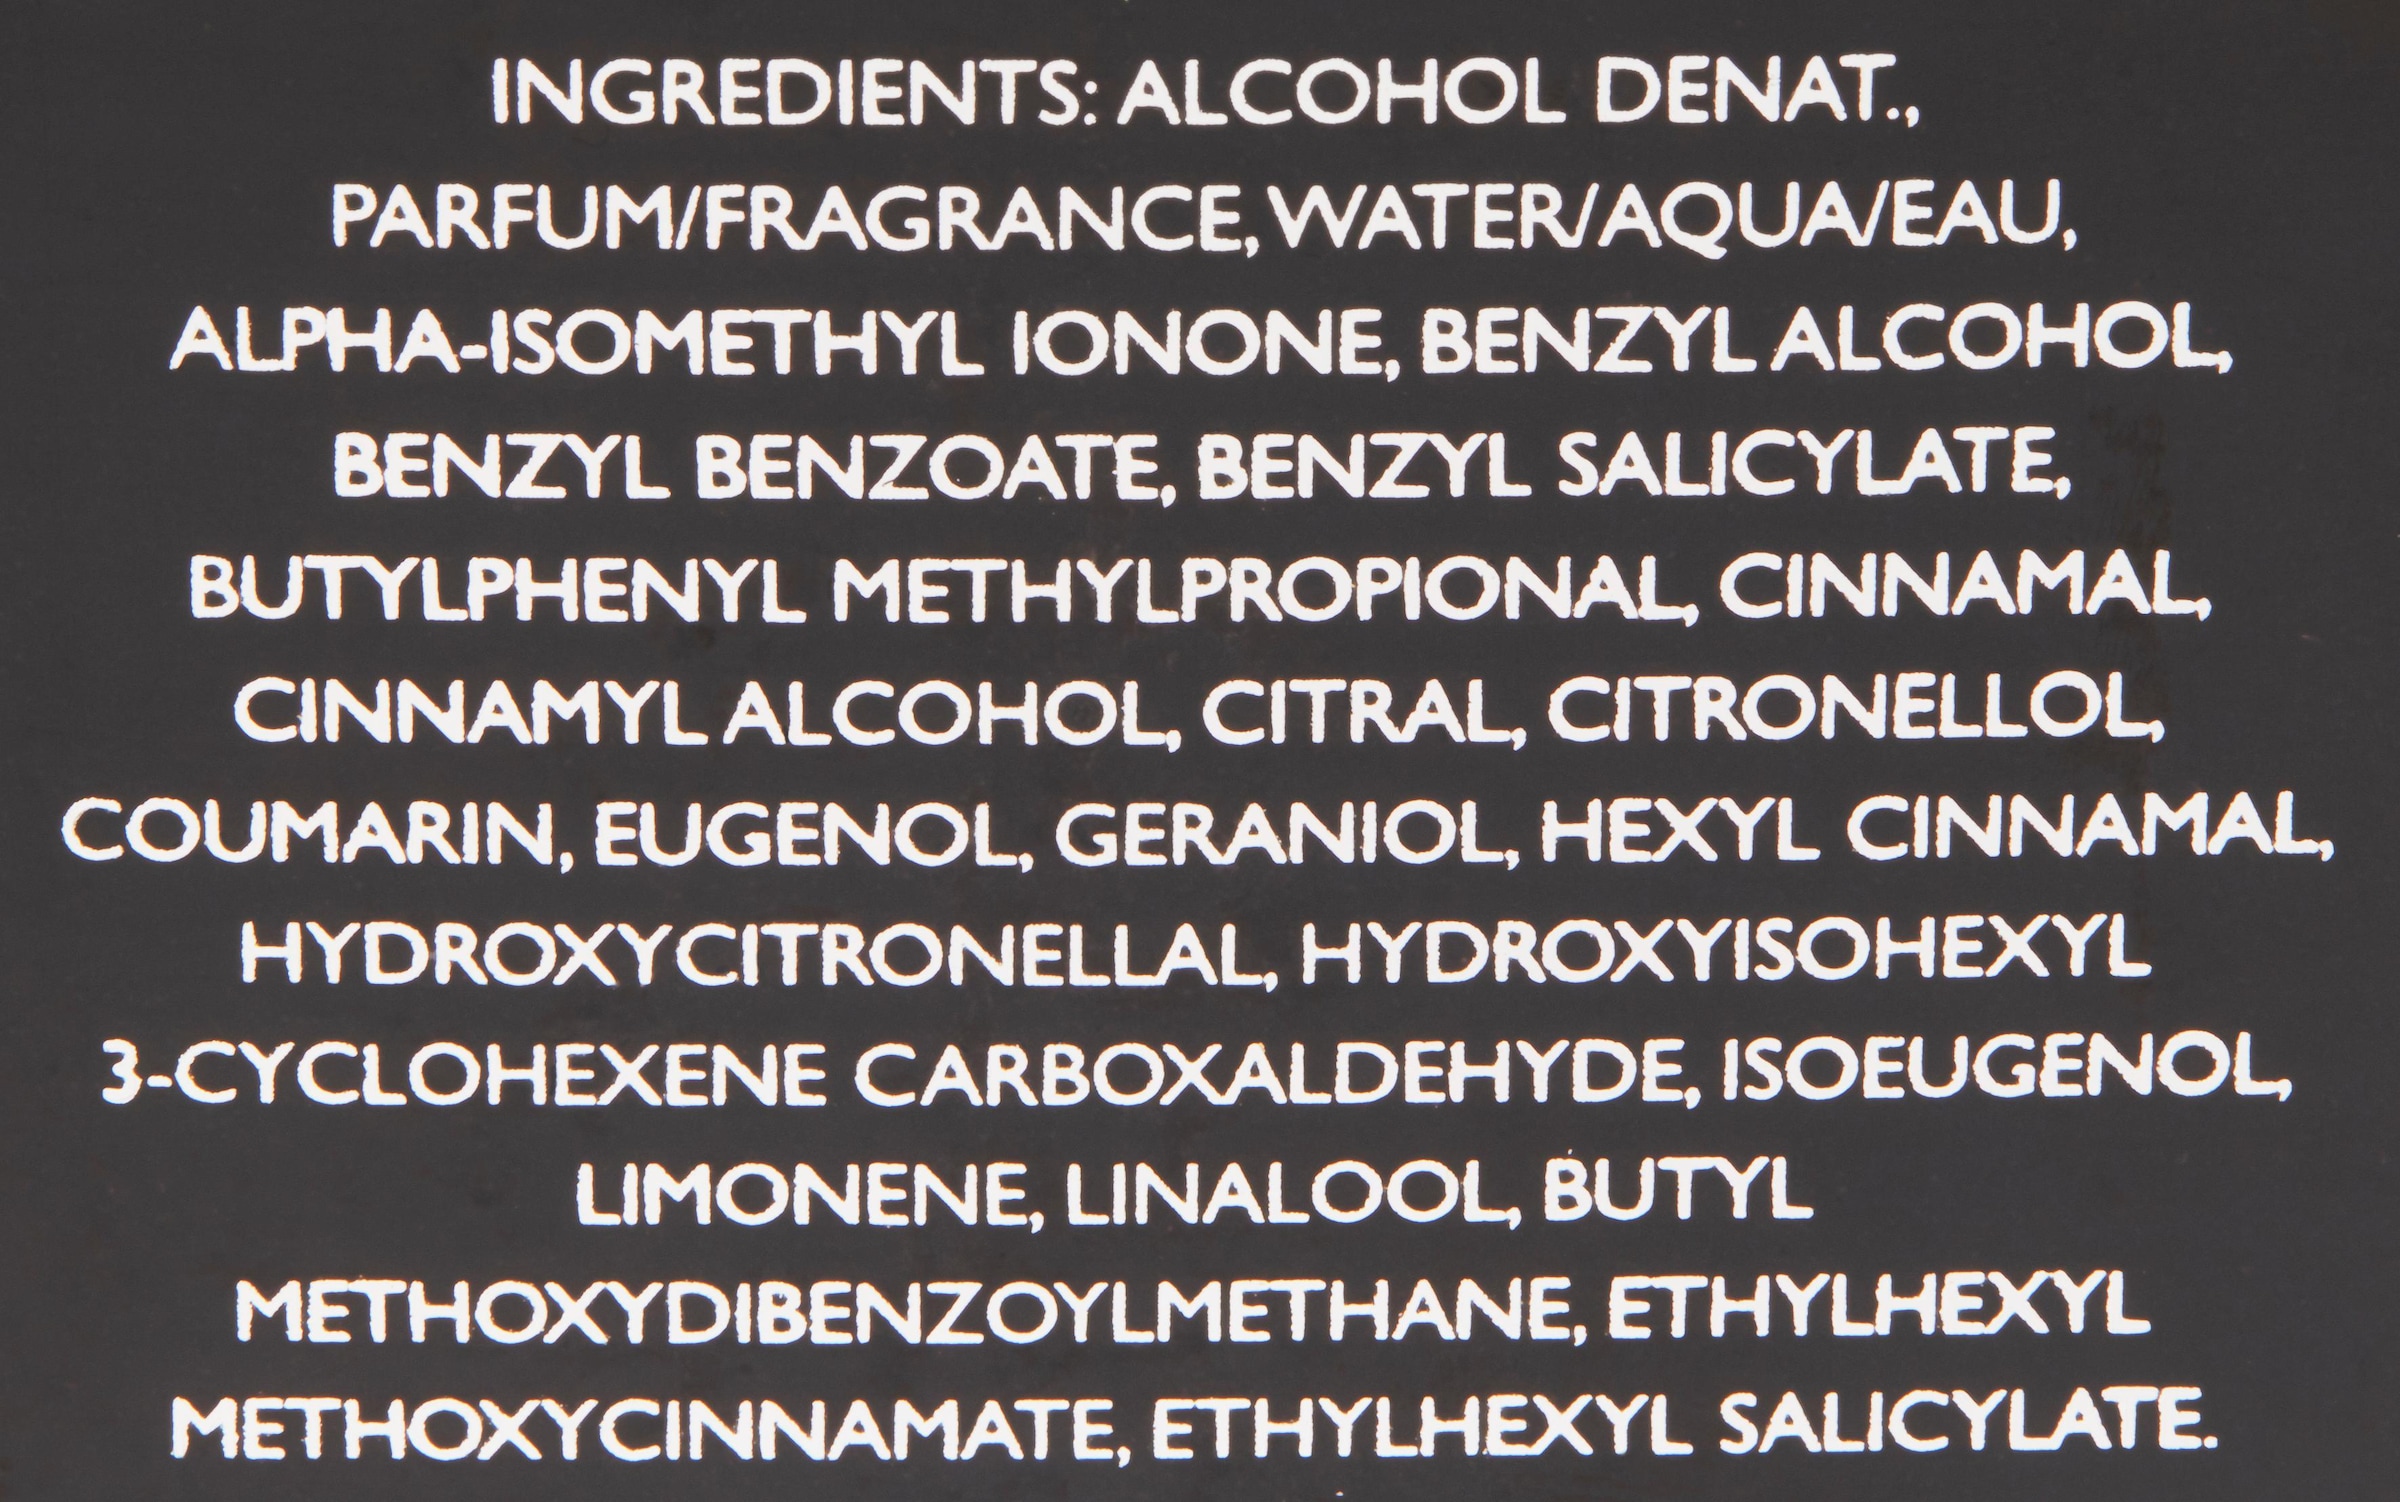 INGREDIENTS: ALCOHOL DENAT.,
PARFUM/FRAGRANCE, WATER/AQUA/EAU,
ALPHA-ISOMETHYL IONONE, BENZYL ALCOHOL,
BENZYL BENZOATE, BENZYL SALICYLATE,
BUTYLPHENYL METHYLPROPIONAL, CINNAMAL,
CINNAMYL ALCOHOL, CITRAL, CITRONELLOL,
COUMARIN, EUGENOL, GERANIOL, HEXYL CINNAMAL,
HYDROXYCITRONELLAL, HYDROXYISOHEXYL
3-CYCLOHEXENE CARBOXALDEHYDE, ISOEUGENOL,
LIMONENE, LINALOOL, BUTYL
METHOXYDIBENZOYLMETHANE, ETHYLHEXYL
METHOXYCINNAMATE, ETHYLHEXYL SALICYLATE.